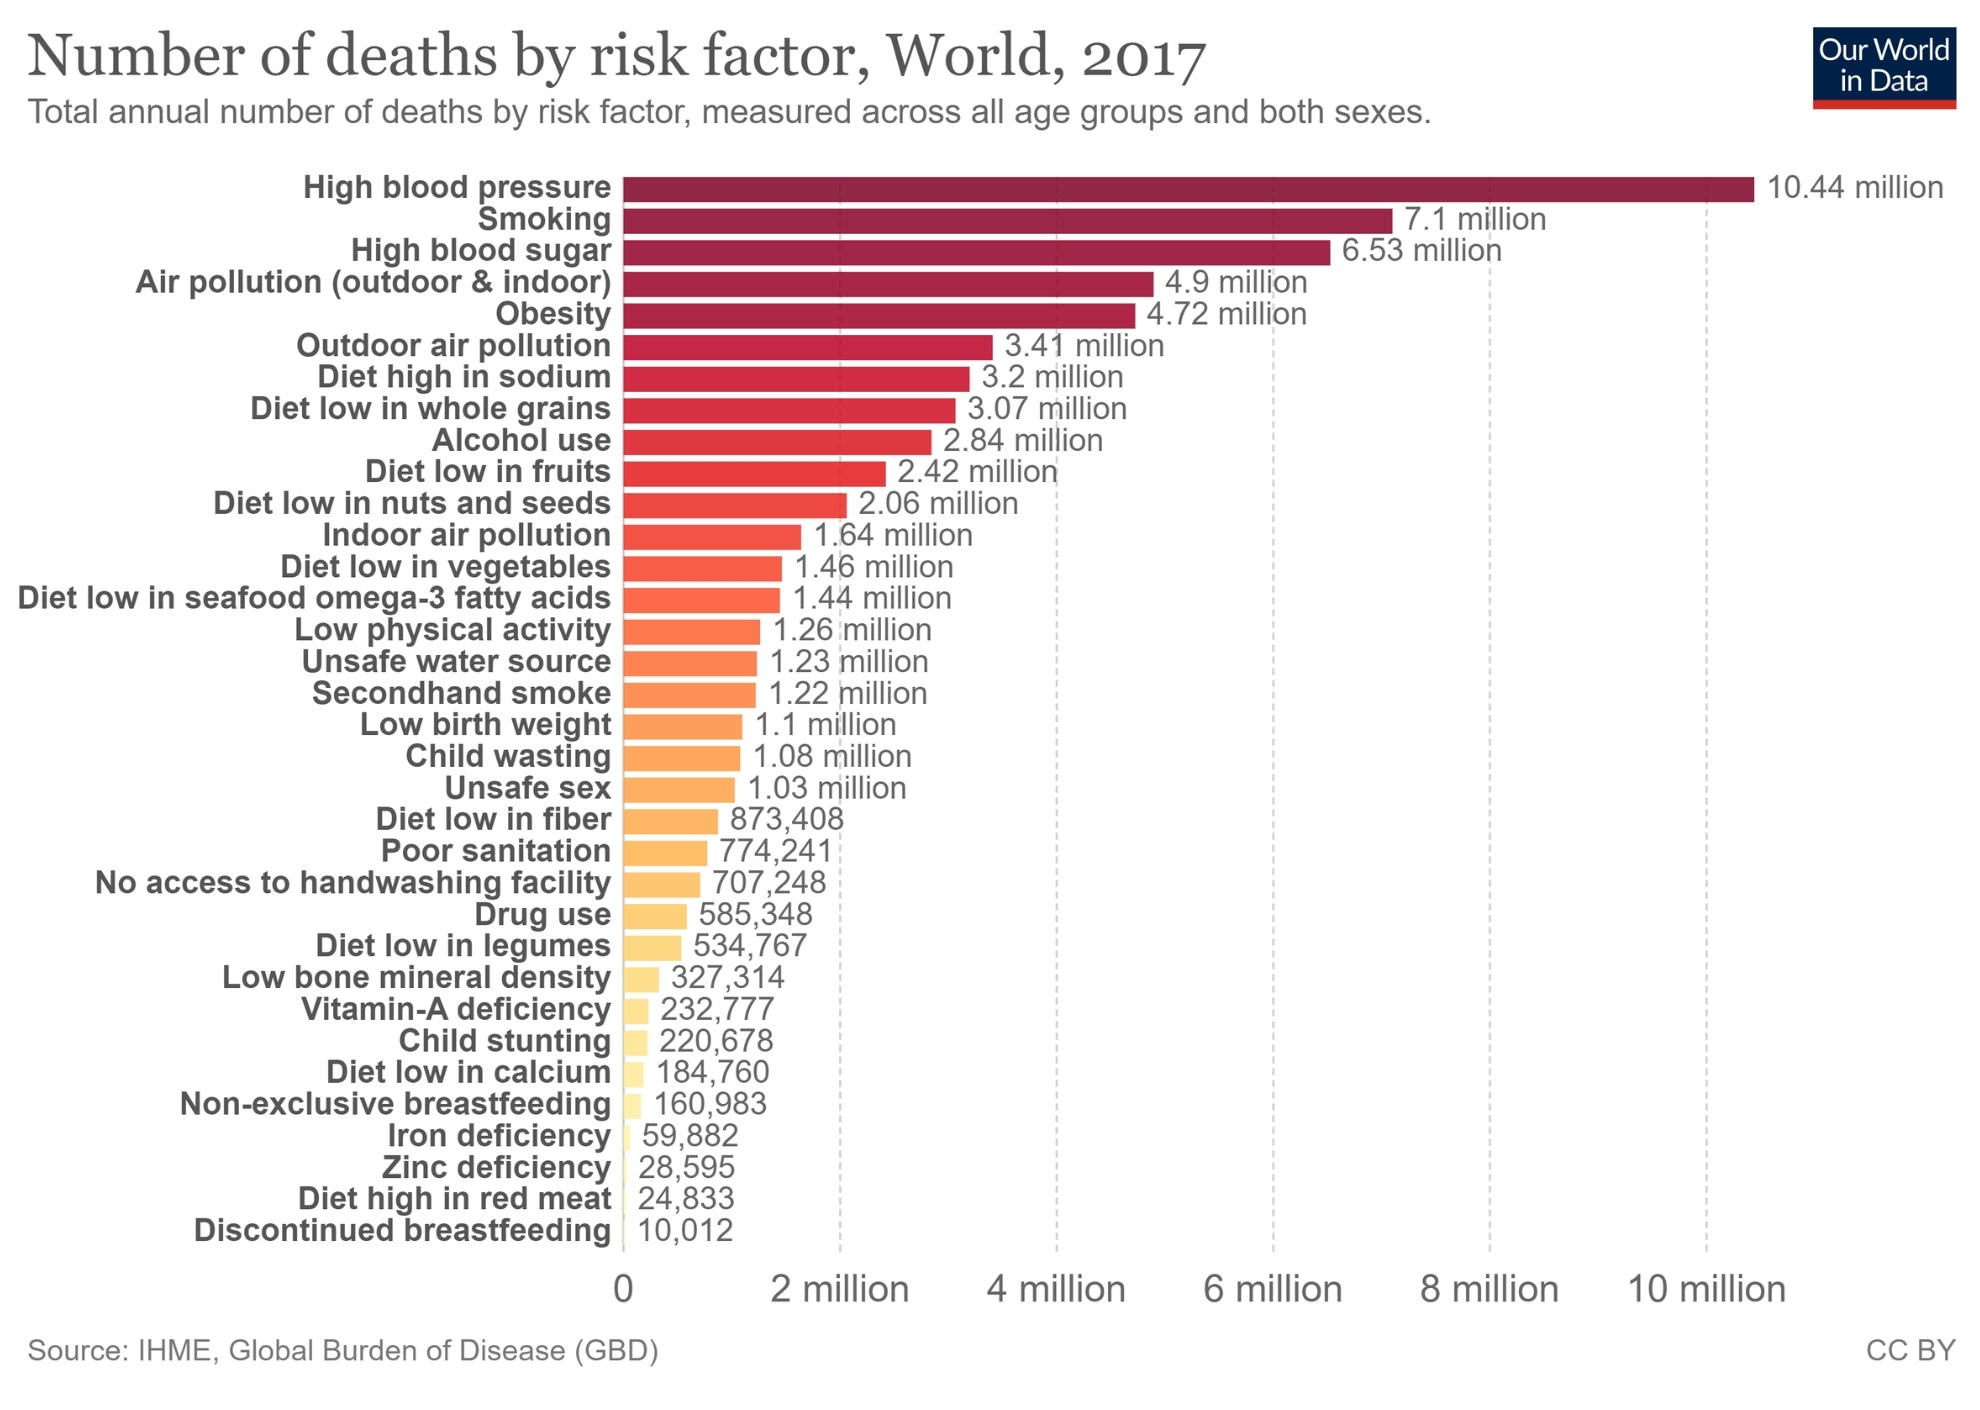 Number of deaths by risk factor, World, 2017
Our World
in Data
Total annual number of deaths by risk factor, measured across all age groups and both sexes.
High blood pressure 10.44 million
Smoking 7.1 million
High blood sugar 6.53 million
Air pollution (outdoor & indoor) 4.9 million
Obesity 4.72 million
Outdoor air pollution 3.41 million
Diet high in sodium 3.2 million
Diet low in whole grains 3.07 million
Alcohol use 2.84 million
Diet low in fruits 2.42 million
Diet low in nuts and seeds 2.06 million
Indoor air pollution 1.64 million
Diet low in vegetables 1.46 million
Diet low in seafood omega-3 fatty acids 1.44 million
Low physical activity 1.26 million
Unsafe water source 1.23 million
Secondhand smoke 1.22 million
Low birth weight 1.1 million
Child wasting 1.08 million
Unsafe sex 1.03 million
Diet low in fiber 873,408
Poor sanitation 774,241
No access to handwashing facility 707,248
Drug use 585,348
Diet low in legumes 534,767
Low bone mineral density 327,314
Vitamin-A deficiency 232,777
Child stunting 220,678
Diet low in calcium 184,760
Non-exclusive breastfeeding 160,983
Iron deficiency 59,882
Zinc deficiency 28,595
Diet high in red meat 24,833
Discontinued breastfeeding 10,012
0 2 million 4 million 6 million 8 million 10 million
Source: IHME, Global Burden of Disease (GBD) CC BY